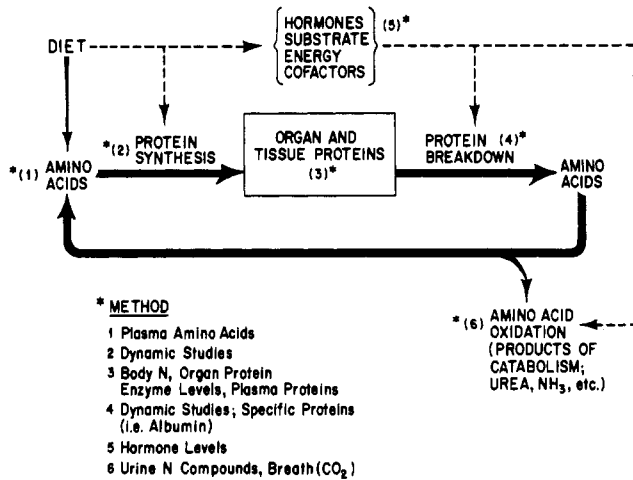 HORMONES
SUBSTRATE
ENERGY
COFACTORS
(5)*
DIET
*(1) AMINO
ACIDS
*(2) PROTEIN
SYNTHESIS
ORGAN AND
TISSUE PROTEINS
(3)*
PROTEIN (4)*
BREAKDOWN
AMINO
ACIDS
*(6) AMINO ACID
OXIDATION
(PRODUCTS OF
CATABOLISM;
UREA, NH₃, etc.)
* METHOD
1 Plasma Amino Acids
2 Dynamic Studies
3 Body N, Organ Protein
Enzyme Levels, Plasma Proteins
4 Dynamic Studies; Specific Proteins
(i.e. Albumin)
5 Hormone Levels
6 Urine N Compounds, Breath (CO₂)